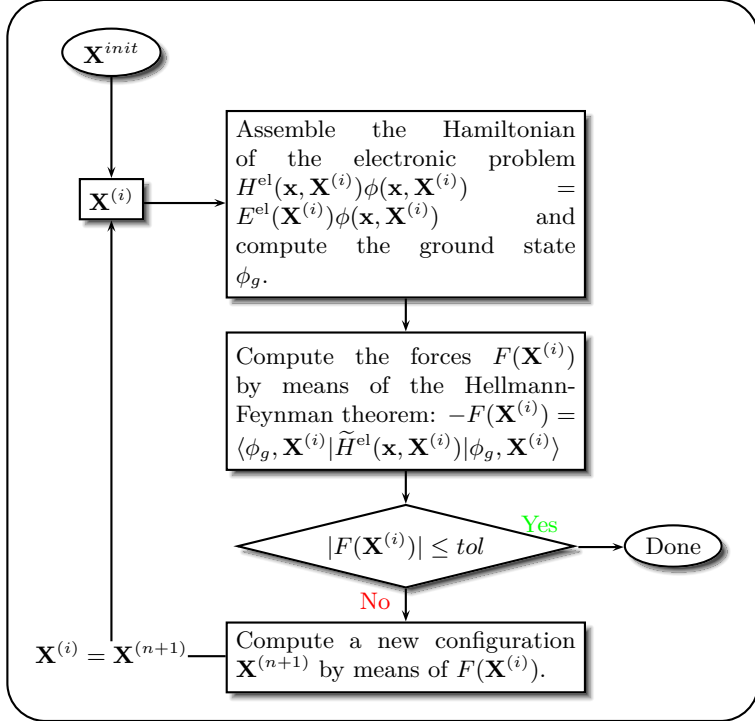 𝐗^{init}
𝐗^{(i)}
Assemble the Hamiltonian
of the electronic problem
H^{el}(𝐱, 𝐗^{(i)})ϕ(𝐱, 𝐗^{(i)}) =
E^{el}(𝐗^{(i)})ϕ(𝐱, 𝐗^{(i)}) and
compute the ground state
ϕ_g.
Compute the forces F(𝐗^{(i)})
by means of the Hellmann-
Feynman theorem: −F(𝐗^{(i)}) =
⟨ϕ_g, 𝐗^{(i)}|H̃^{el}(𝐱, 𝐗^{(i)})|ϕ_g, 𝐗^{(i)}⟩
|F(𝐗^{(i)})| ≤ tol
Yes
Done
No
𝐗^{(i)} = 𝐗^{(n+1)}
Compute a new configuration
𝐗^{(n+1)} by means of F(𝐗^{(i)}).